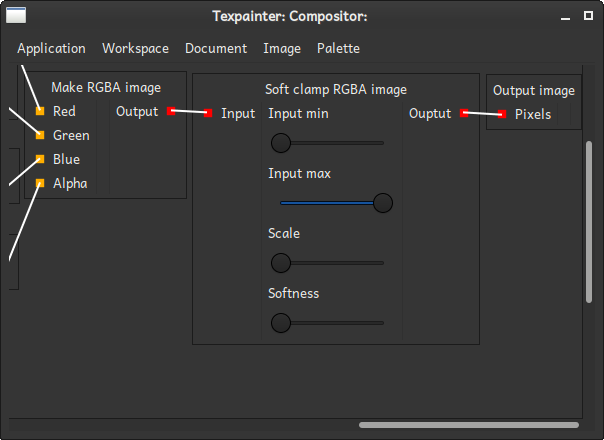 Texpainter: Compositor:
Application Workspace Document Image Palette
Make RGBA image
Red Output
Green
Blue
Alpha
Soft clamp RGBA image
Input Input min Ouptut
Input max
Scale
Softness
Output image
Pixels